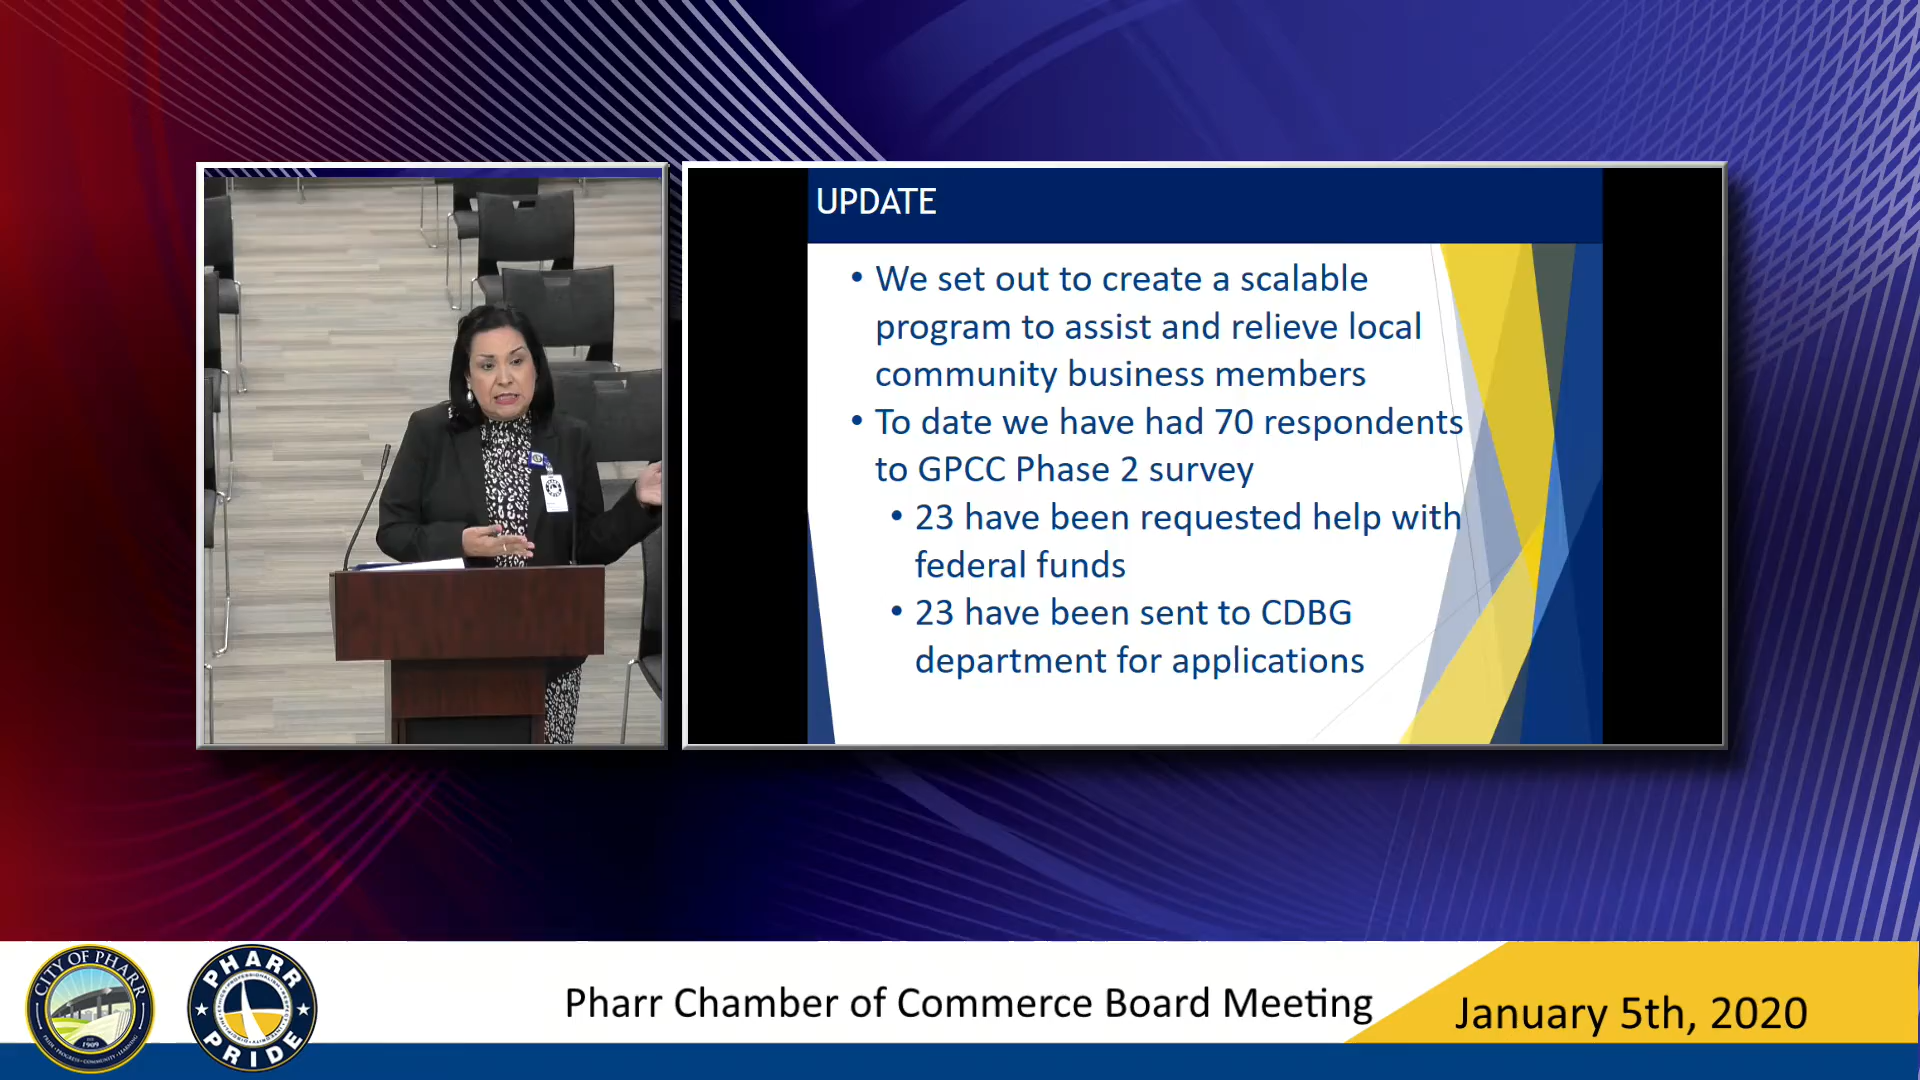 UPDATE
• We set out to create a scalable
program to assist and relieve local
community business members
• To date we have had 70 respondents
to GPCC Phase 2 survey
• 23 have been requested help with
federal funds
• 23 have been sent to CDBG
department for applications
CITY OF PHARR
1909
PHARR
PRIDE
Pharr Chamber of Commerce Board Meeting
January 5th, 2020